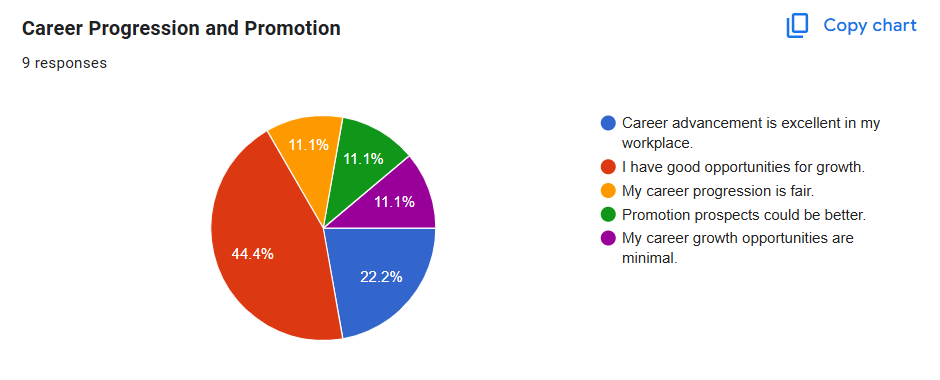 Career Progression and Promotion
Copy chart
9 responses
11.1%
11.1%
11.1%
44.4%
22.2%
Career advancement is excellent in my
workplace.
I have good opportunities for growth.
My career progression is fair.
Promotion prospects could be better.
My career growth opportunities are
minimal.